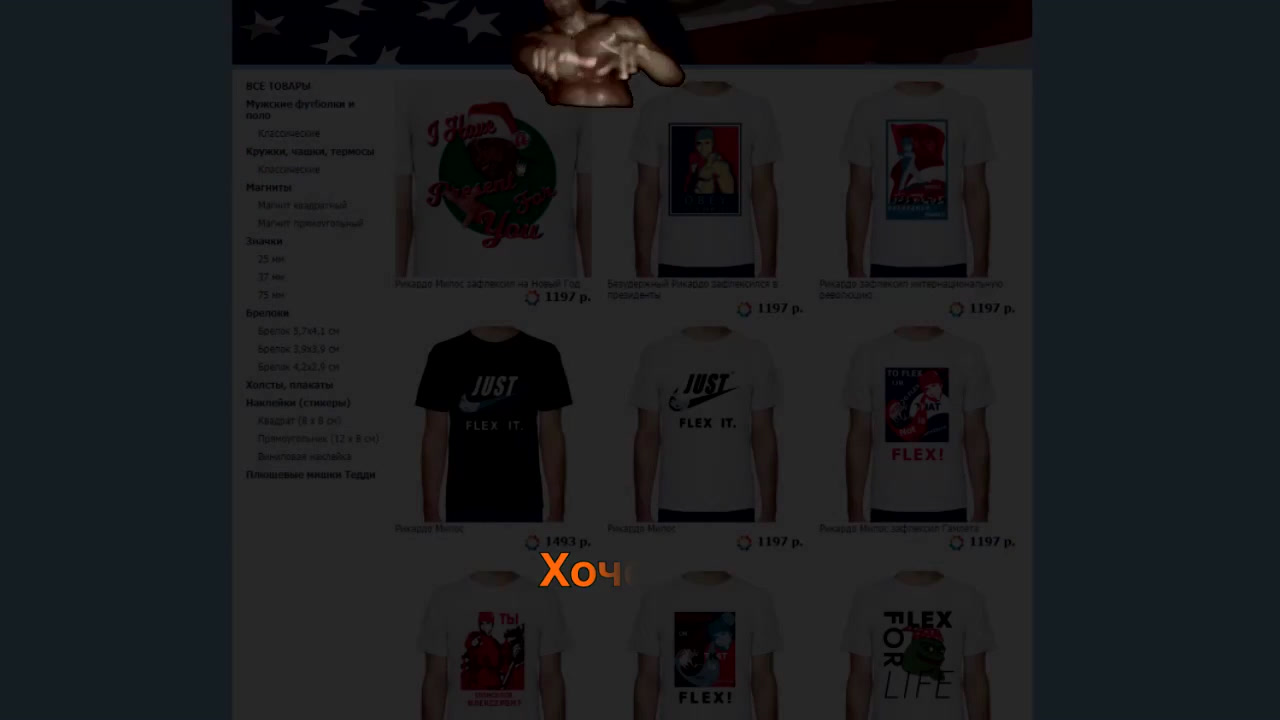 ВСЕ ТОВАРЫ
Мужские футболки и
поло
Классические
Кружки, чашки, термосы
Классические
Магниты
Магнит квадратный
Магнит прямоугольный
Значки
25 мм
37 мм
75 мм
Брелоки
Брелок 5,7x4,1 см
Брелок 3,9x3,9 см
Брелок 4,2x2,9 см
Холсты, плакаты
Наклейки (стикеры)
Квадрат (8 x 8 см)
Прямоугольник (12 x 8 см)
Виниловая наклейка
Плюшевые мишки Тедди
I Have
Present For
You
Рикардо Милос зафлексил на Новый Год
1197 р.
OBEY
Безудержный Рикардо зафлексился в
президенты
1197 р.
Рикардо зафлексил интернациональную
революцию
1197 р.
JUST
FLEX IT.
Рикардо Милос
1493 р.
JUST
FLEX IT.
Рикардо Милос
1197 р.
TO FLEX
Not
FLEX!
Рикардо Милос зафлексил Гамлета
1197 р.
Хоч
ТЫ
FLEX!
FLEX
FOR
LIFE